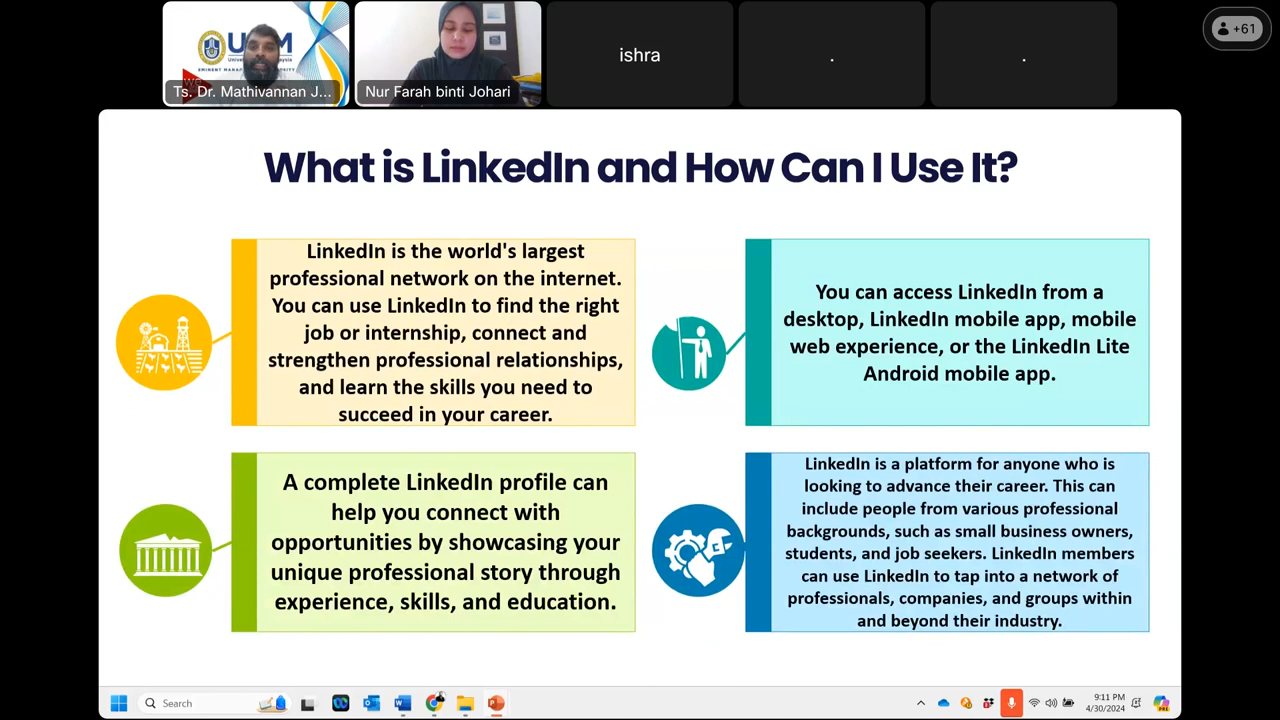 Ts. Dr. Mathivannan J...
Nur Farah binti Johari
ishra
.
.
+61
What is LinkedIn and How Can I Use It?
LinkedIn is the world's largest
professional network on the internet.
You can use LinkedIn to find the right
job or internship, connect and
strengthen professional relationships,
and learn the skills you need to
succeed in your career.
You can access LinkedIn from a
desktop, LinkedIn mobile app, mobile
web experience, or the LinkedIn Lite
Android mobile app.
A complete LinkedIn profile can
help you connect with
opportunities by showcasing your
unique professional story through
experience, skills, and education.
LinkedIn is a platform for anyone who is
looking to advance their career. This can
include people from various professional
backgrounds, such as small business owners,
students, and job seekers. LinkedIn members
can use LinkedIn to tap into a network of
professionals, companies, and groups within
and beyond their industry.
Search
9:11 PM
4/30/2024